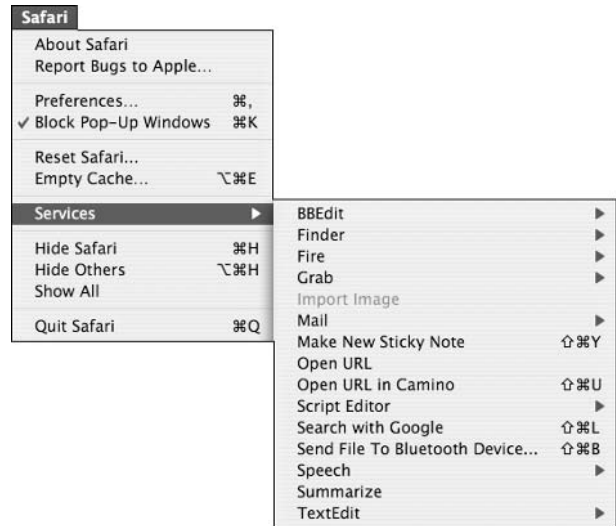 Safari
About Safari
Report Bugs to Apple...
Preferences... ⌘,
✓ Block Pop-Up Windows ⌘K
Reset Safari...
Empty Cache... ⌥⌘E
Services ▶
Hide Safari ⌘H
Hide Others ⌥⌘H
Show All
Quit Safari ⌘Q
BBEdit ▶
Finder ▶
Fire ▶
Grab ▶
Import Image
Mail ▶
Make New Sticky Note ⇧⌘Y
Open URL
Open URL in Camino ⇧⌘U
Script Editor ▶
Search with Google ⇧⌘L
Send File To Bluetooth Device... ⇧⌘B
Speech ▶
Summarize
TextEdit ▶